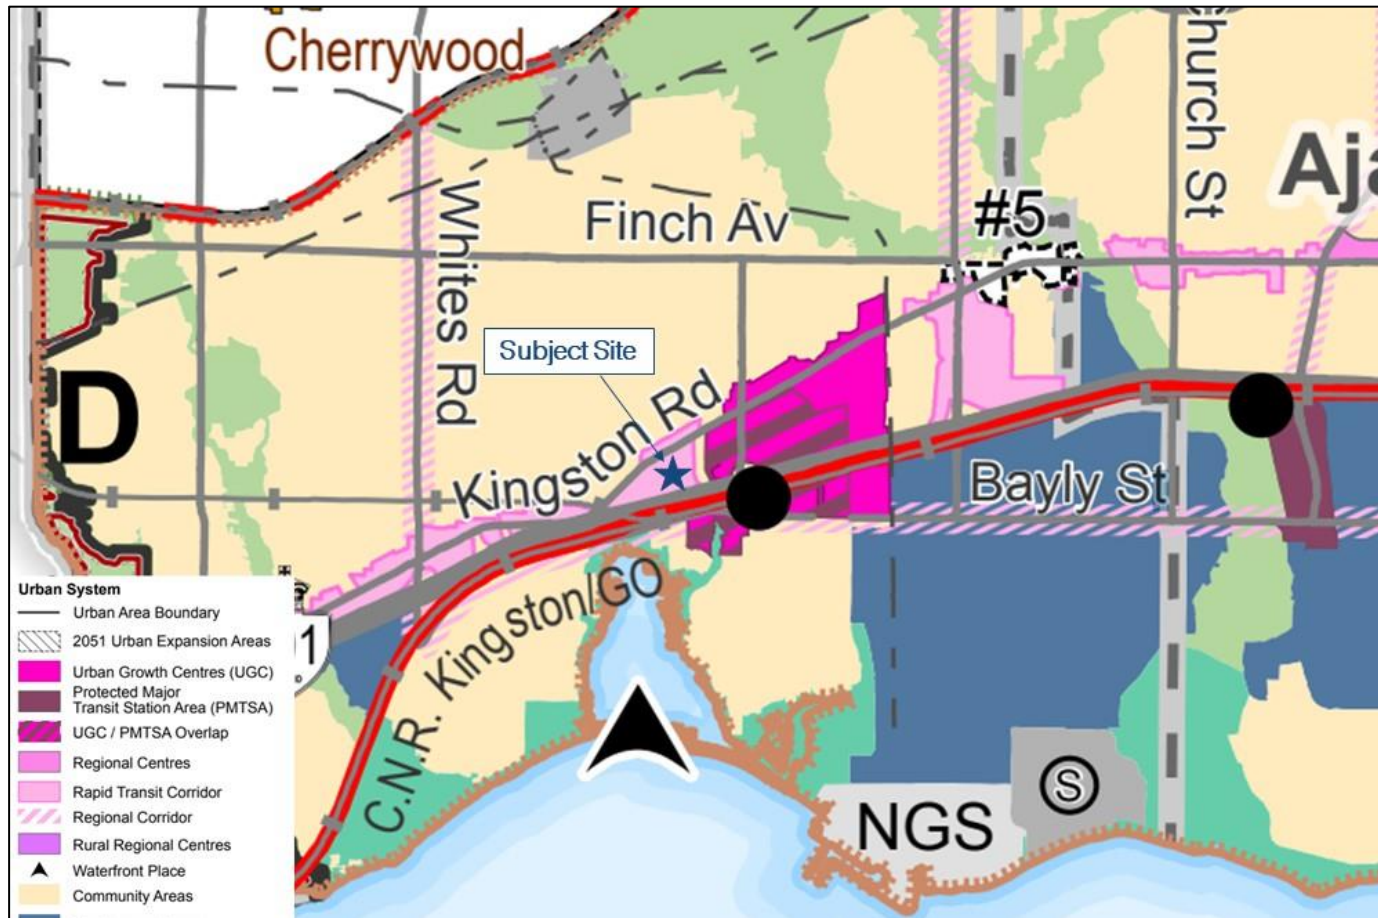 Cherrywood
Church St
Aja
Whites Rd
Finch Av
#5
Subject Site
D
Kingston Rd
Bayly St
C.N.R. Kingston/GO
NGS
S
Urban System
Urban Area Boundary
2051 Urban Expansion Areas
Urban Growth Centres (UGC)
Protected Major
Transit Station Area (PMTSA)
UGC / PMTSA Overlap
Regional Centres
Rapid Transit Corridor
Regional Corridor
Rural Regional Centres
Waterfront Place
Community Areas